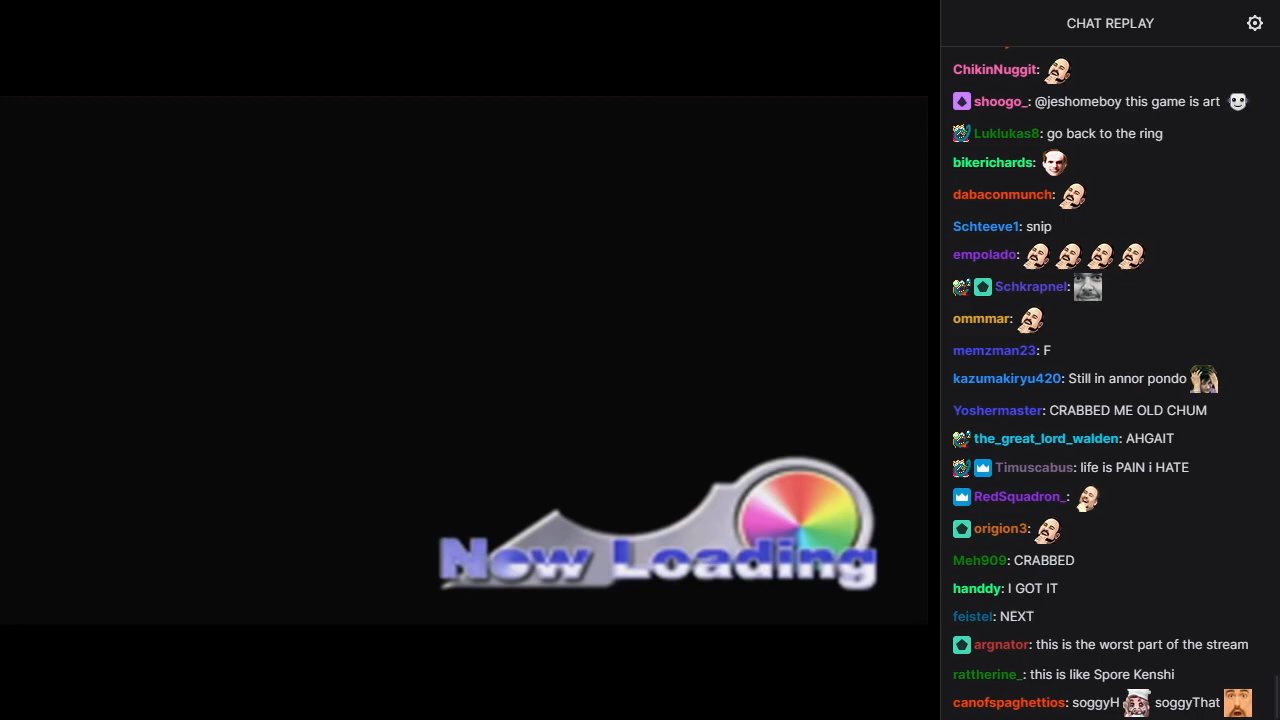 CHAT REPLAY
ChikinNuggit:
shoogo_: @jeshomeboy this game is art
Luklukas8: go back to the ring
bikerichards:
dabaconmunch:
Schteeve1: snip
empolado:
Schkrapnel:
ommmar:
memzman23: F
kazumakiryu420: Still in annor pondo
Yoshermaster: CRABBED ME OLD CHUM
the_great_lord_walden: AHGAIT
Timuscabus: life is PAIN i HATE
RedSquadron_:
origion3:
Meh909: CRABBED
handdy: I GOT IT
feistel: NEXT
argnator: this is the worst part of the stream
rattherine_: this is like Spore Kenshi
canofspaghettios: soggyH soggyThat
Now Loading